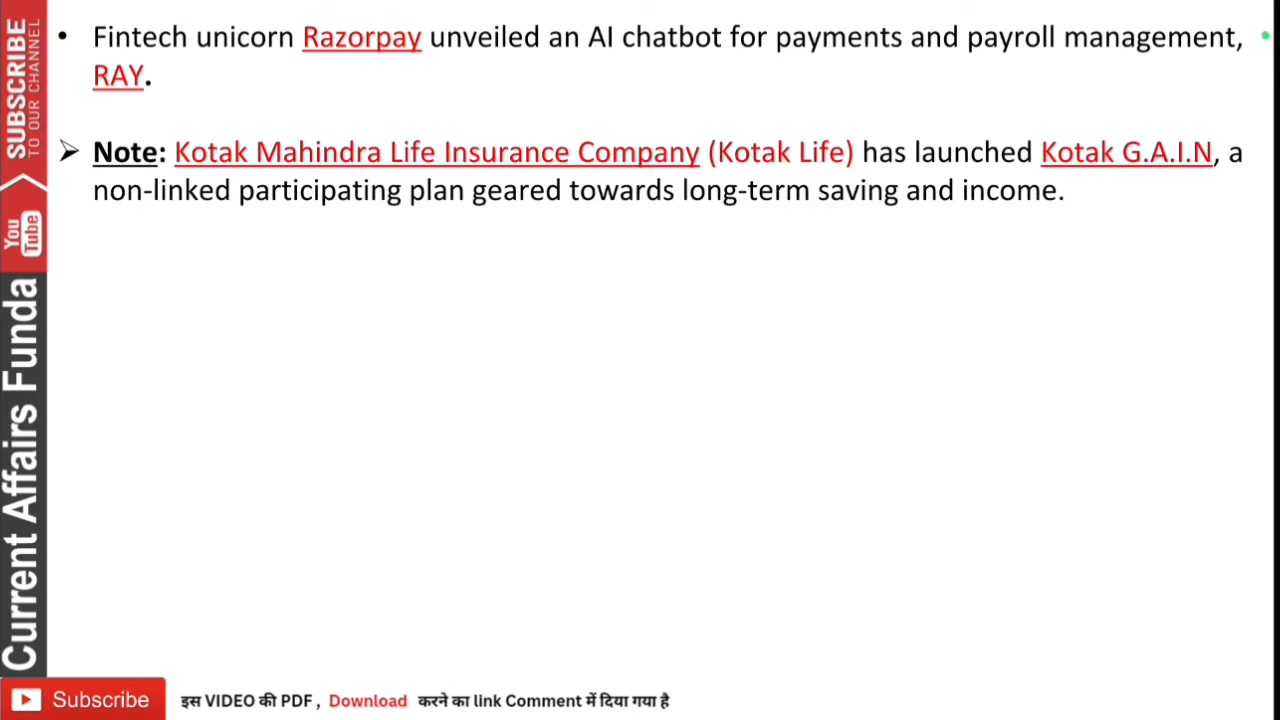 • Fintech unicorn Razorpay unveiled an AI chatbot for payments and payroll management,
RAY.
➢ Note: Kotak Mahindra Life Insurance Company (Kotak Life) has launched Kotak G.A.I.N, a
non-linked participating plan geared towards long-term saving and income.
SUBSCRIBE
TO OUR CHANNEL
You
Tube
Current Affairs Funda
Subscribe
इस VIDEO की PDF , Download करने का link Comment में दिया गया है